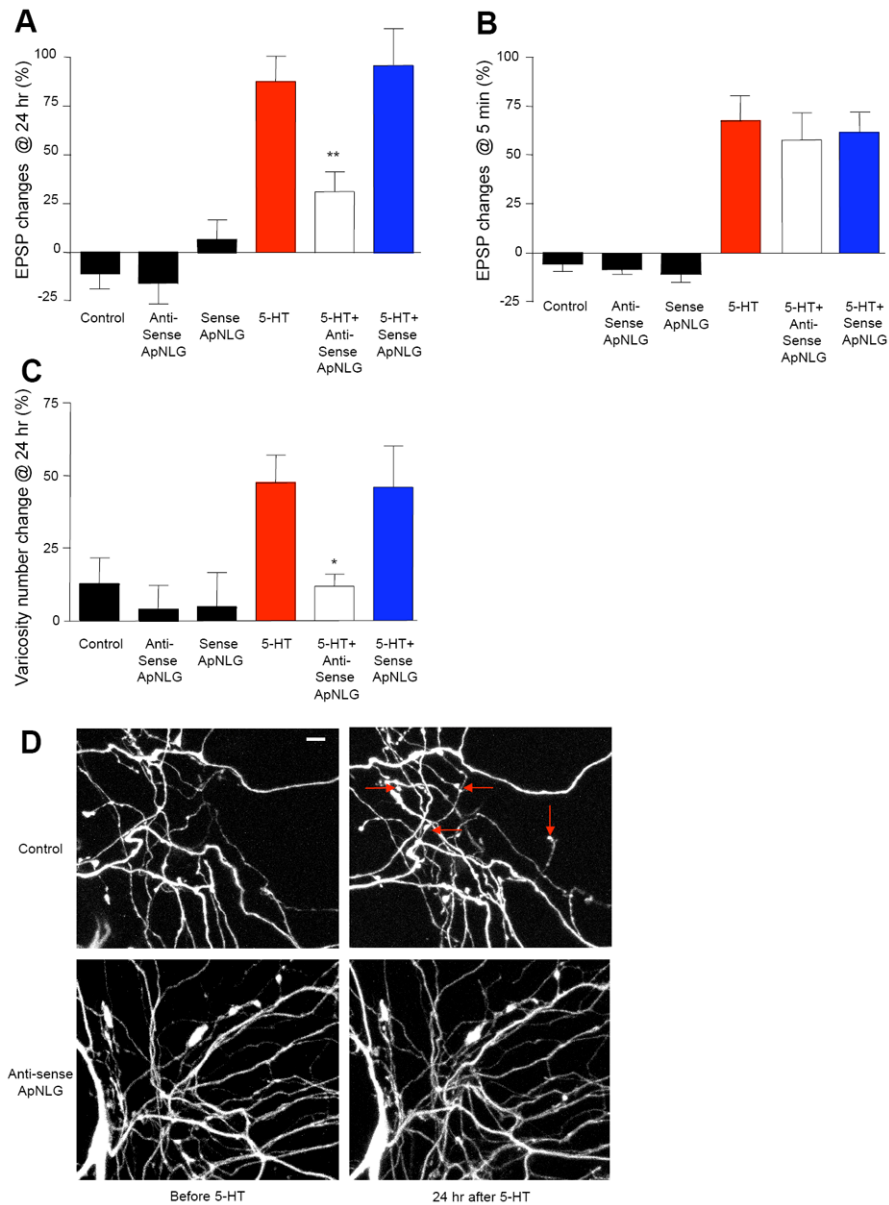 A
EPSP changes @ 24 hr (%)
100
75
50
25
0
-25
**
Control
Anti-
Sense
ApNLG
Sense
ApNLG
5-HT
5-HT+
Anti-
Sense
ApNLG
5-HT+
Sense ApNLG
B
EPSP changes @ 5 min (%)
100
75
50
25
0
-25
Control
Anti-
Sense
ApNLG
Sense
ApNLG
5-HT
5-HT+
Anti-
Sense
ApNLG
5-HT+
Sense ApNLG
C
Varicosity number change @ 24 hr (%)
75
50
25
0
*
Control
Anti-
Sense
ApNLG
Sense
ApNLG
5-HT
5-HT+
Anti-
Sense
ApNLG
5-HT+
Sense ApNLG
D
Control
Anti-sense
ApNLG
Before 5-HT
24 hr after 5-HT